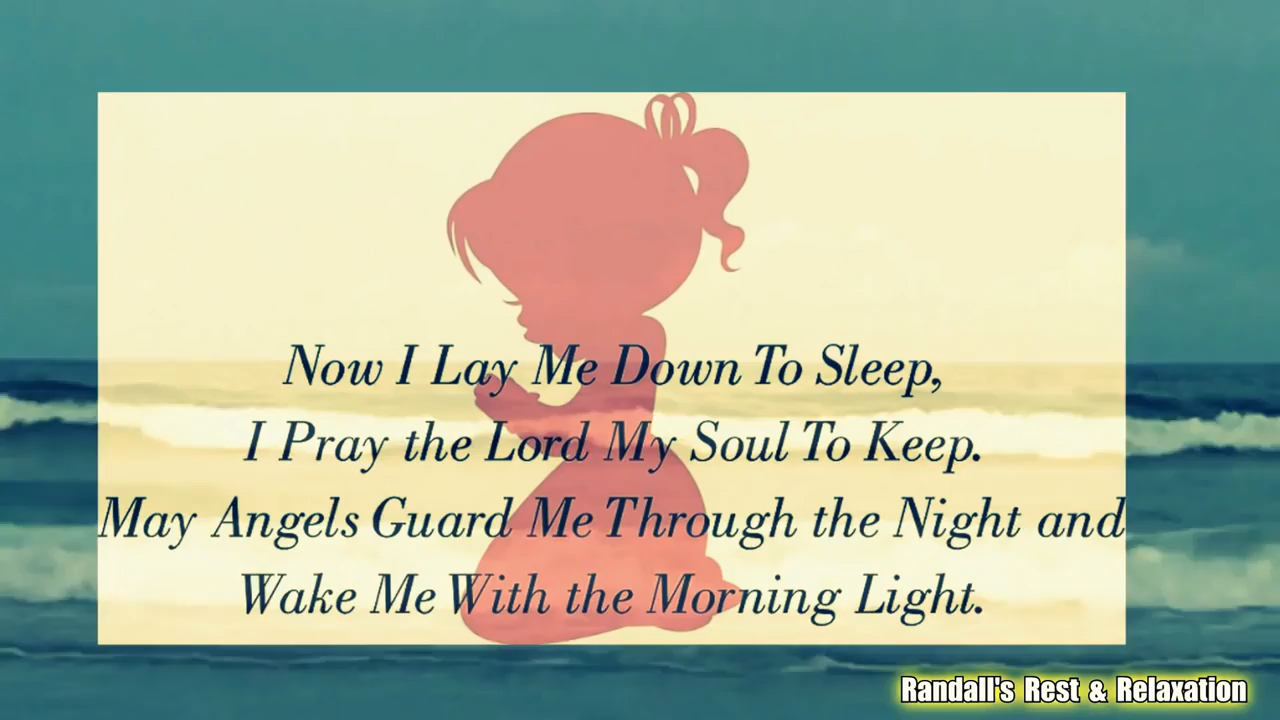 Now I Lay Me Down To Sleep,
I Pray the Lord My Soul To Keep.
May Angels Guard Me Through the Night and
Wake Me With the Morning Light.
Randall's Rest & Relaxation